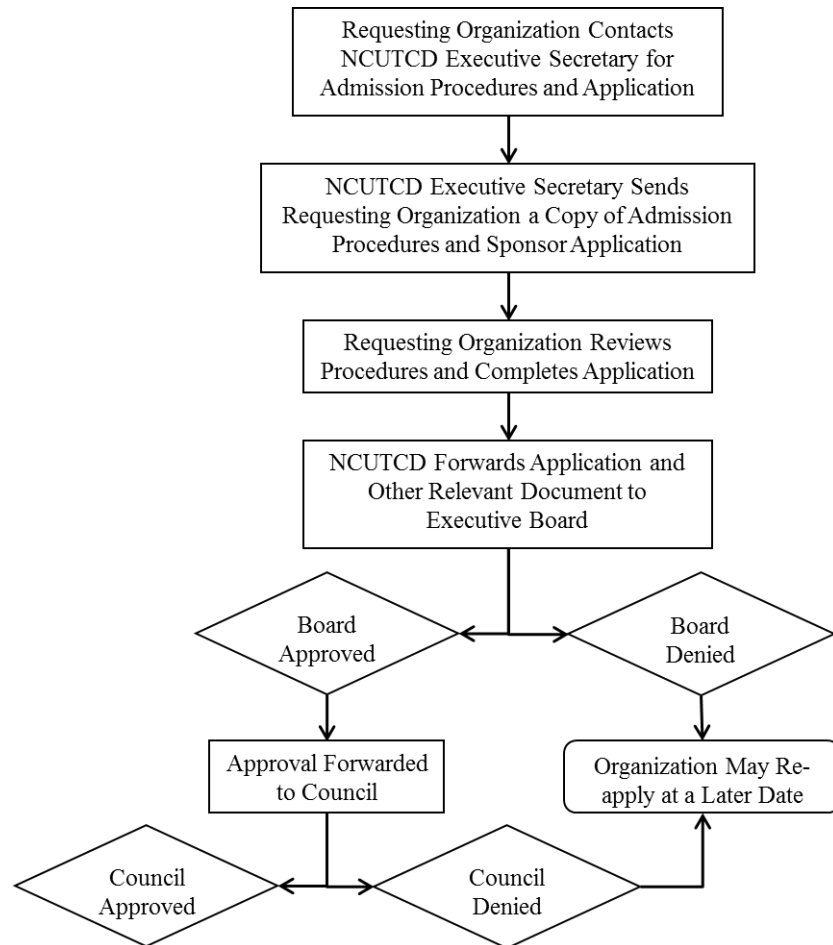 Requesting Organization Contacts
NCUTCD Executive Secretary for
Admission Procedures and Application
NCUTCD Executive Secretary Sends
Requesting Organization a Copy of Admission
Procedures and Sponsor Application
Requesting Organization Reviews
Procedures and Completes Application
NCUTCD Forwards Application and
Other Relevant Document to
Executive Board
Board
Approved
Board
Denied
Approval Forwarded
to Council
Organization May Re-
apply at a Later Date
Council
Approved
Council
Denied